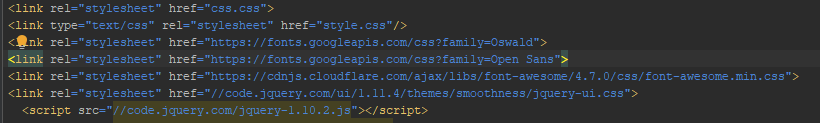 <link rel="stylesheet" href="css.css">
<link type="text/css" rel="stylesheet" href="style.css"/>
<link rel="stylesheet" href="https://fonts.googleapis.com/css?family=Oswald">
<link rel="stylesheet" href="https://fonts.googleapis.com/css?family=Open Sans">
<link rel="stylesheet" href="https://cdnjs.cloudflare.com/ajax/libs/font-awesome/4.7.0/css/font-awesome.min.css">
<link rel="stylesheet" href="//code.jquery.com/ui/1.11.4/themes/smoothness/jquery-ui.css">
<script src="//code.jquery.com/jquery-1.10.2.js"></script>